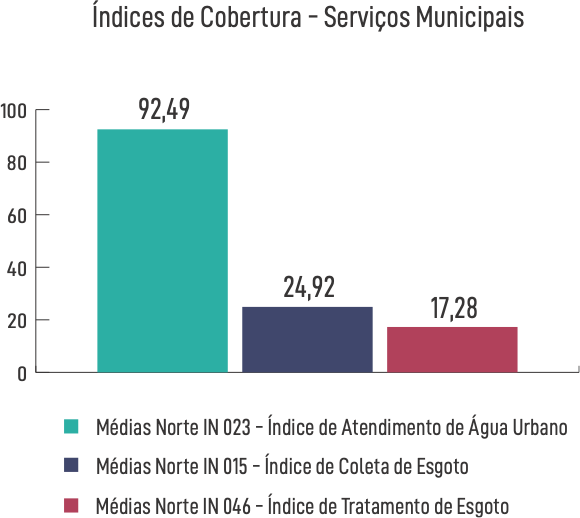 Índices de Cobertura - Serviços Municipais
92,49
100
80
60
40
24,92
17,28
20
0
Médias Norte IN 023 - Índice de Atendimento de Água Urbano
Médias Norte IN 015 - Índice de Coleta de Esgoto
Médias Norte IN 046 - Índice de Tratamento de Esgoto